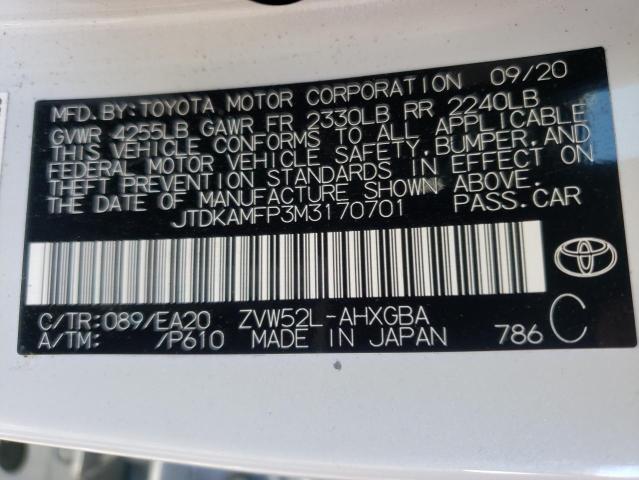 MFD.BY:TOYOTA MOTOR CORPORATION 09/20
GVWR 4255LB GAWR FR 2330LB RR 2240LB
THIS VEHICLE CONFORMS TO ALL APPLICABLE
FEDERAL MOTOR VEHICLE SAFETY,BUMPER,AND
THEFT PREVENTION STANDARDS IN EFFECT ON
THE DATE OF MANUFACTURE SHOWN ABOVE.
JTDKAMFP3M3170701 PASS.CAR
C/TR:089/EA20 ZVW52L-AHXGBA
A/TM: /P610 MADE IN JAPAN 786 C